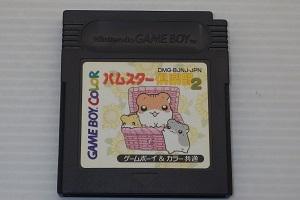 Nintendo GAME BOY™
DMG-BJNJ-JPN
ハムスター倶楽部2
GAME BOY COLOR
ゲームボーイ & カラー共通